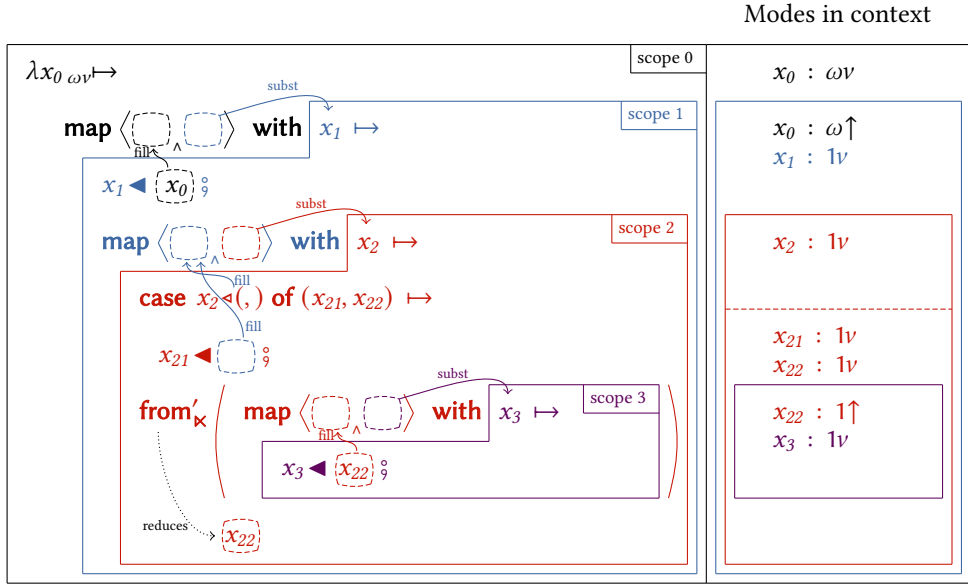 Modes in context
λx₀ ων↦
scope 0
x₀ : ων
subst
map ⟨ ∧ ⟩ with x₁ ↦
scope 1
x₀ : ω↑
fill
x₁ : 1ν
x₁ ◀ x₀ ⨟
subst
map ⟨ ∧ ⟩ with x₂ ↦
scope 2
x₂ : 1ν
fill
case x₂ ◃ (,) of (x₂₁, x₂₂) ↦
fill
x₂₁ : 1ν
x₂₁ ◀ ⨟
x₂₂ : 1ν
subst
from′⋉ ( map ⟨ ∧ ⟩ with x₃ ↦ )
scope 3
x₂₂ : 1↑
fill
x₃ : 1ν
x₃ ◀ x₂₂ ⨟
reduces
x₂₂